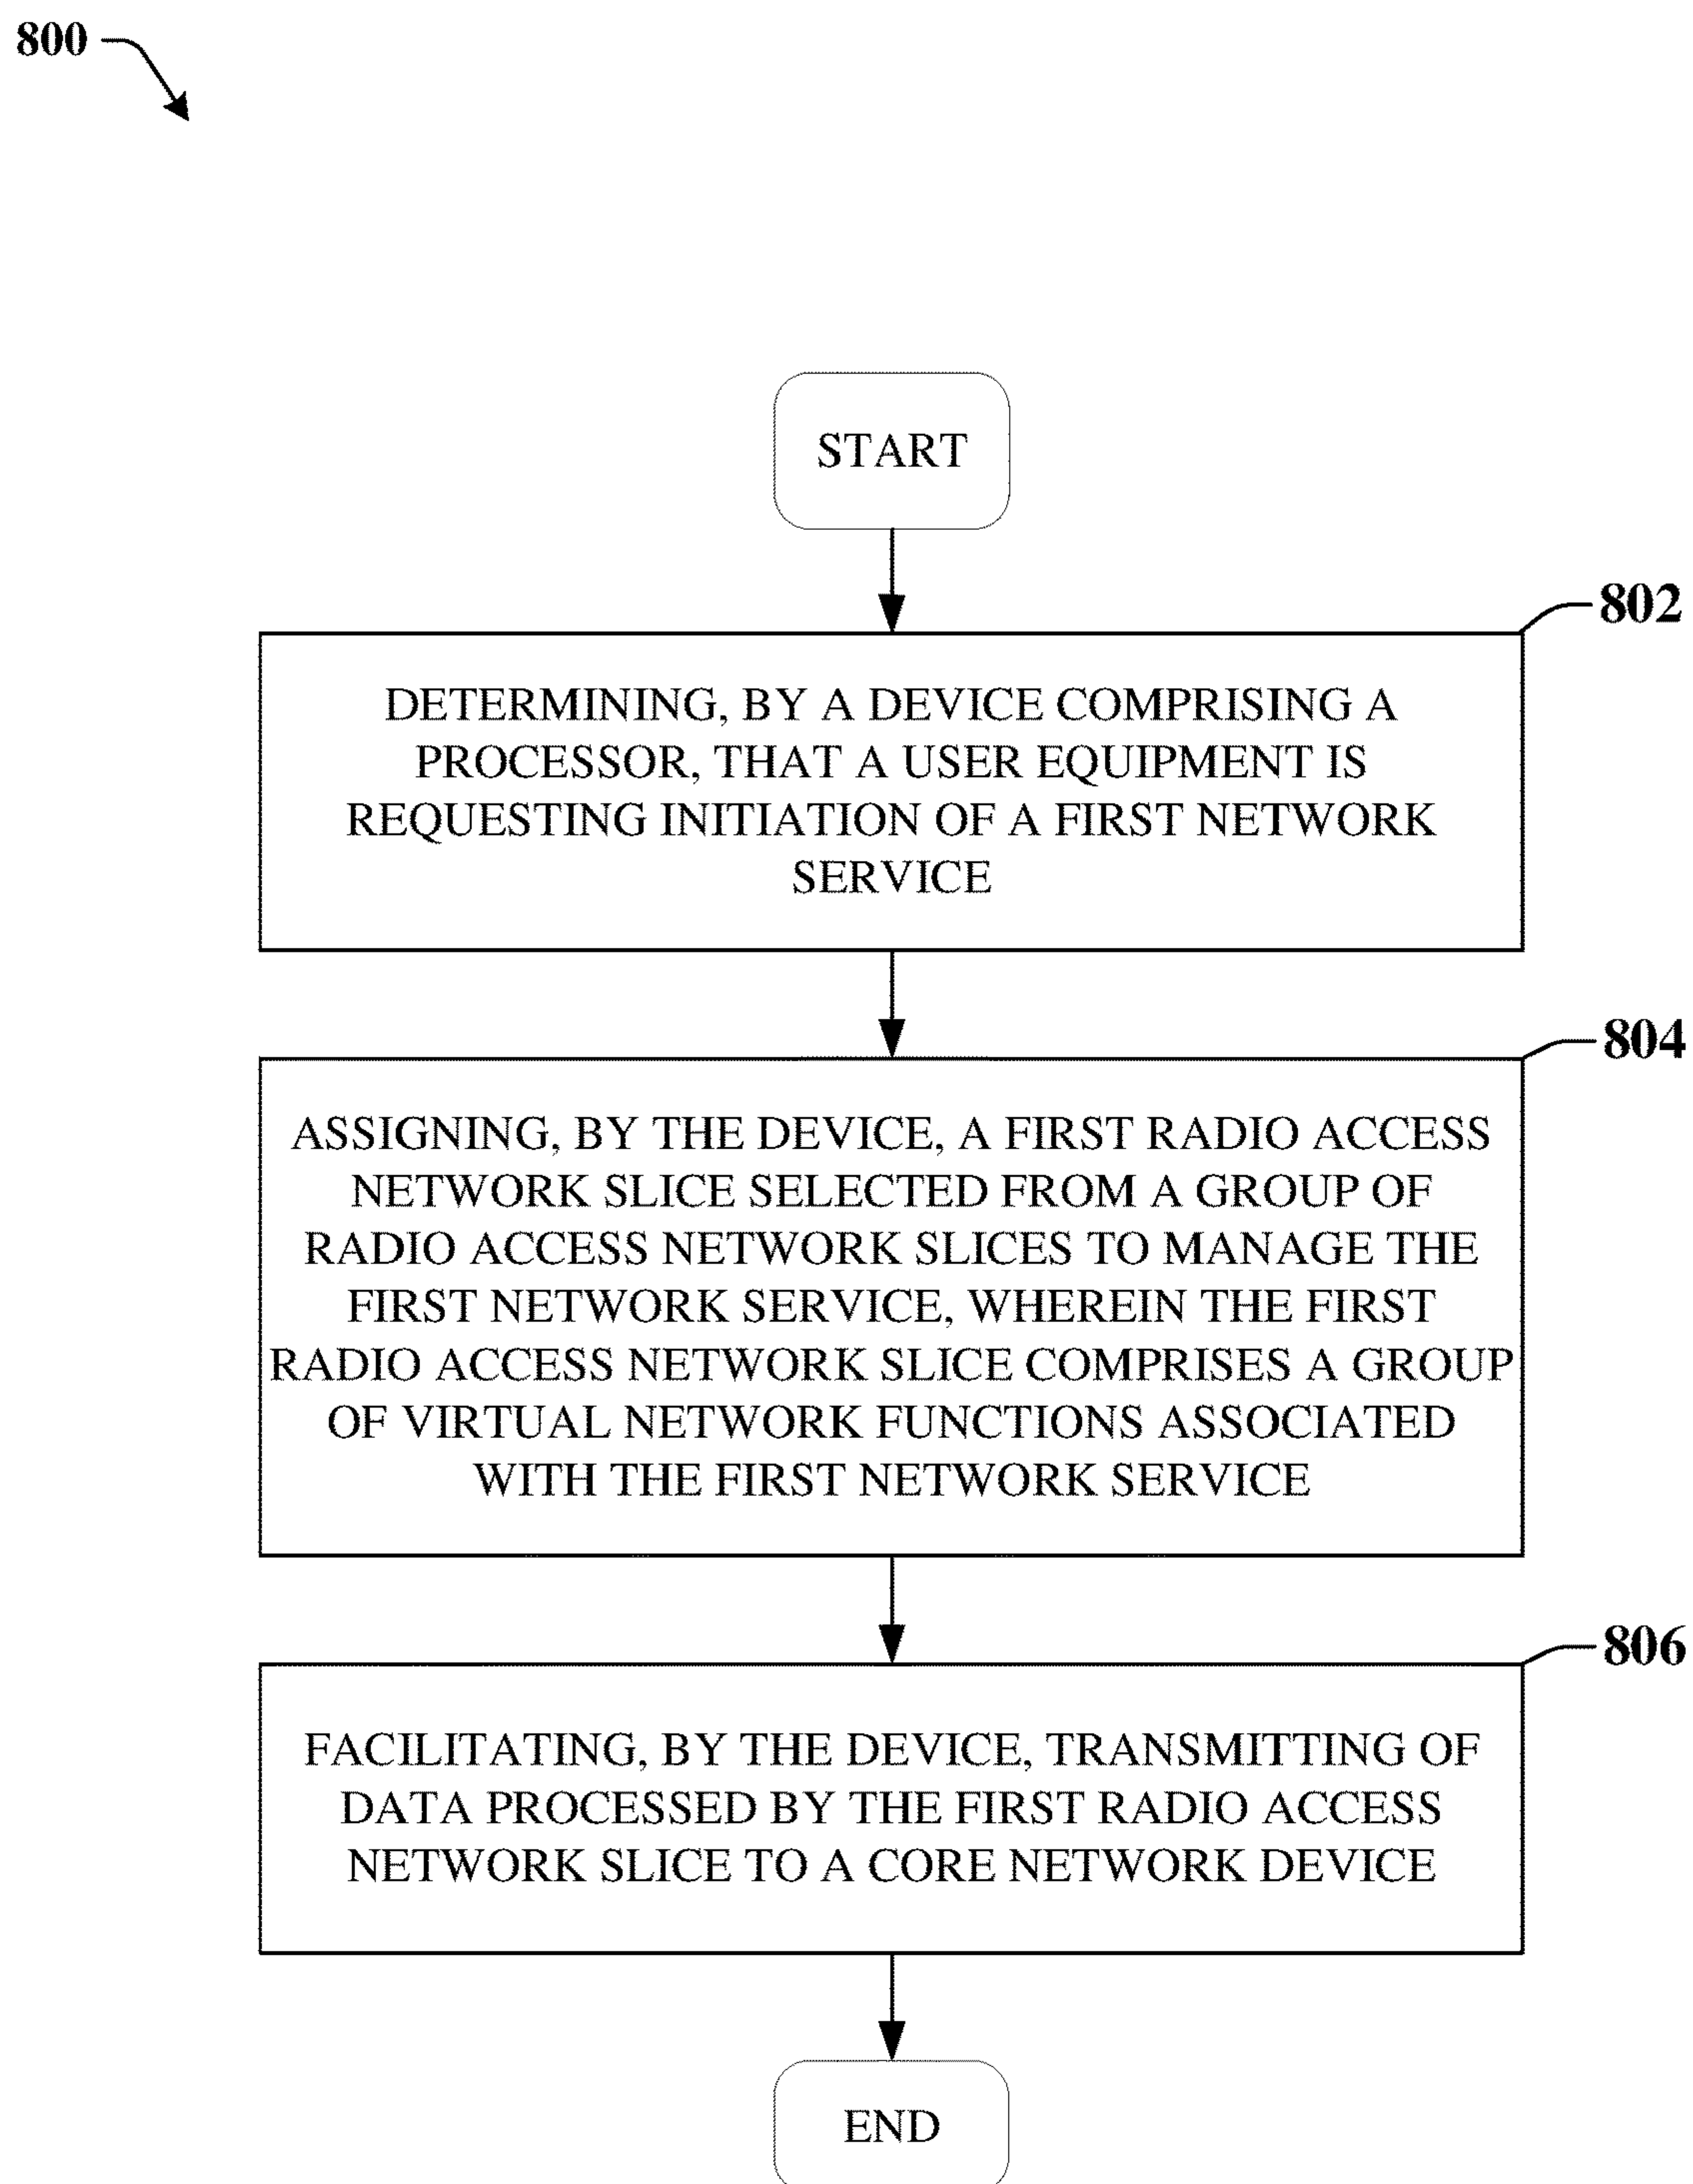 800
START
802
DETERMINING, BY A DEVICE COMPRISING A
PROCESSOR, THAT A USER EQUIPMENT IS
REQUESTING INITIATION OF A FIRST NETWORK
SERVICE
804
ASSIGNING, BY THE DEVICE, A FIRST RADIO ACCESS
NETWORK SLICE SELECTED FROM A GROUP OF
RADIO ACCESS NETWORK SLICES TO MANAGE THE
FIRST NETWORK SERVICE, WHEREIN THE FIRST
RADIO ACCESS NETWORK SLICE COMPRISES A GROUP
OF VIRTUAL NETWORK FUNCTIONS ASSOCIATED
WITH THE FIRST NETWORK SERVICE
806
FACILITATING, BY THE DEVICE, TRANSMITTING OF
DATA PROCESSED BY THE FIRST RADIO ACCESS
NETWORK SLICE TO A CORE NETWORK DEVICE
END